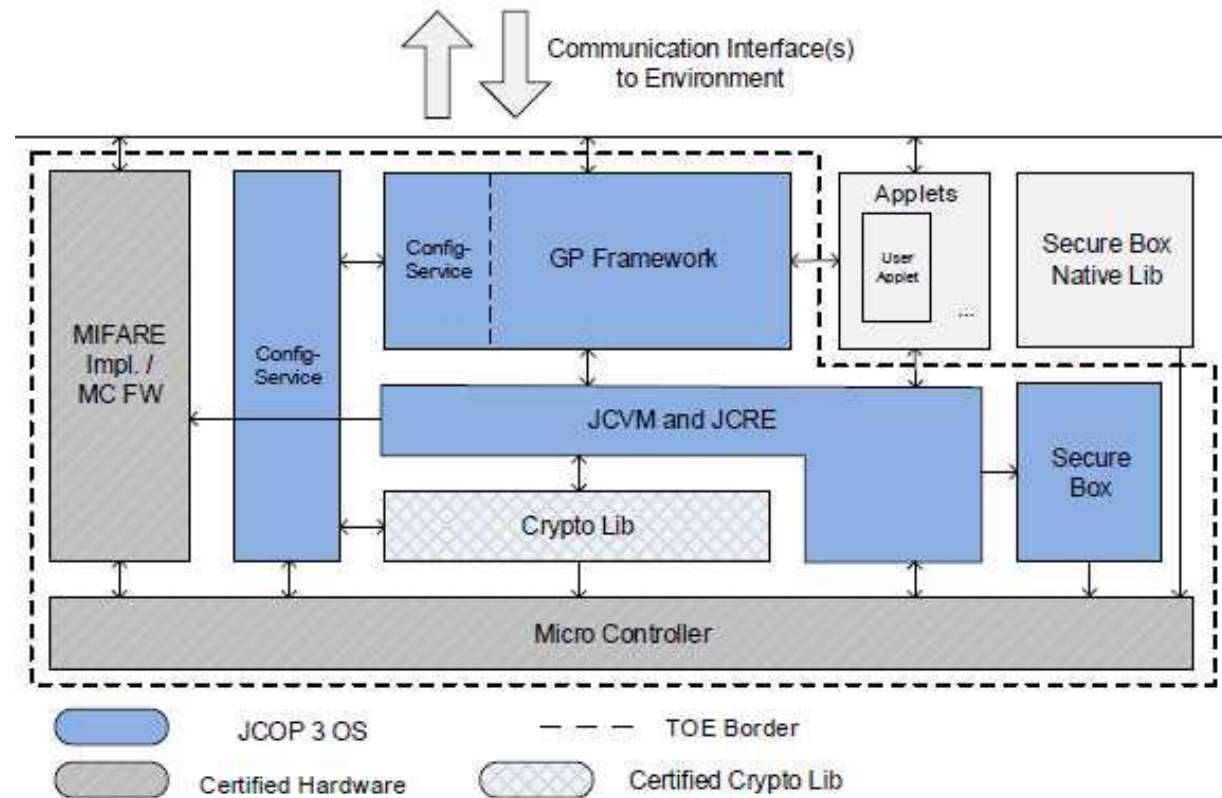 Communication Interface(s)
to Environment
MIFARE
Impl. /
MC FW
Config-
Service
Config-
Service
GP Framework
Applets
User
Applet
...
Secure Box
Native Lib
JCVM and JCRE
Secure
Box
Crypto Lib
Micro Controller
JCOP 3 OS
TOE Border
Certified Hardware
Certified Crypto Lib